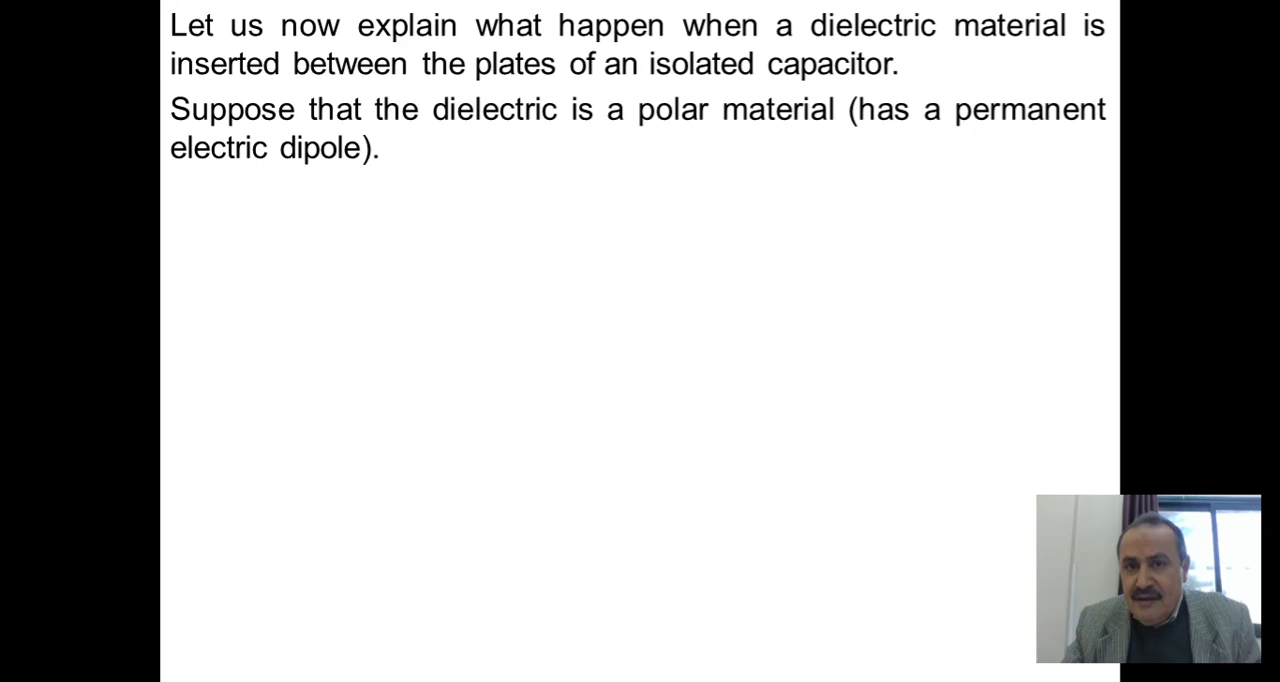 Let us now explain what happen when a dielectric material is
inserted between the plates of an isolated capacitor.
Suppose that the dielectric is a polar material (has a permanent
electric dipole).